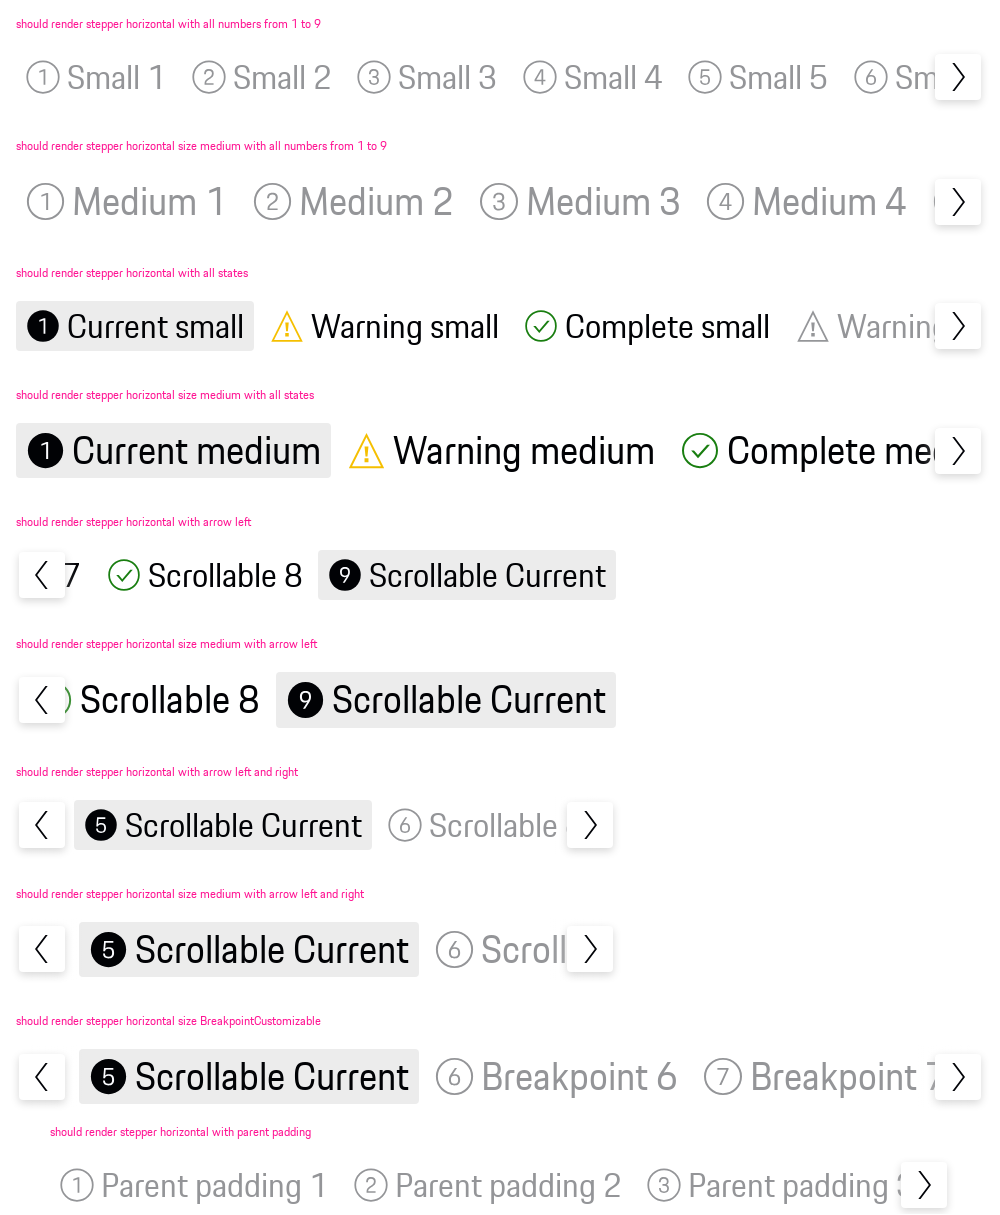 should render stepper horizontal with all numbers from 1 to 9
1 Small 1 2 Small 2 3 Small 3 4 Small 4 5 Small 5 6 Sm
should render stepper horizontal size medium with all numbers from 1 to 9
1 Medium 1 2 Medium 2 3 Medium 3 4 Medium 4
should render stepper horizontal with all states
1 Current small Warning small Complete small Warning
should render stepper horizontal size medium with all states
1 Current medium Warning medium Complete me
should render stepper horizontal with arrow left
7 Scrollable 8 9 Scrollable Current
should render stepper horizontal size medium with arrow left
Scrollable 8 9 Scrollable Current
should render stepper horizontal with arrow left and right
5 Scrollable Current 6 Scrollable
should render stepper horizontal size medium with arrow left and right
5 Scrollable Current 6 Scroll
should render stepper horizontal size BreakpointCustomizable
5 Scrollable Current 6 Breakpoint 6 7 Breakpoint 7
should render stepper horizontal with parent padding
1 Parent padding 1 2 Parent padding 2 3 Parent padding 3